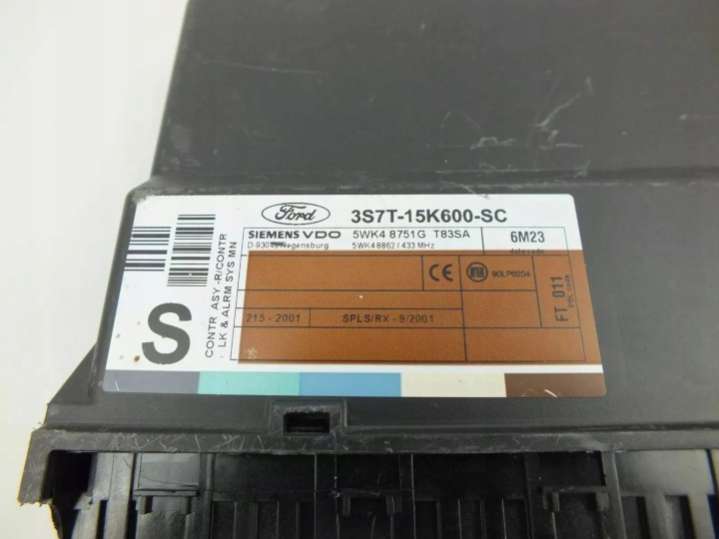 Ford
3S7T-15K600-SC
SIEMENS VDO 5WK4 8751G T83SA
6M23
5WK4 8862 / 433 MHz
CE
FT 011
215 - 2001
SPLS/RX - 9/2001
S
CONTR ASY -R/CONTR
LK & ALRM SYS MN